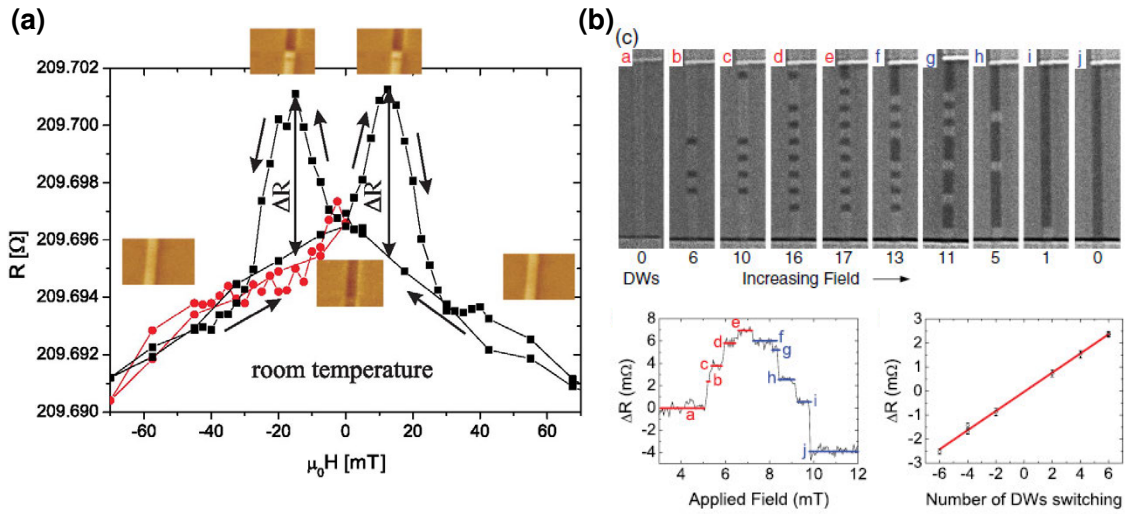 (a)
209.702
209.700
209.698
209.696
209.694
209.692
209.690
R [Ω]
ΔR
ΔR
room temperature
-60 -40 -20 0 20 40 60
μ₀H [mT]
(b)
(c)
a b c d e f g h i j
0 6 10 16 17 13 11 5 1 0
DWs Increasing Field
8
6
4
2
0
-2
-4
ΔR (mΩ)
a
b
c
d
e
f
g
h
i
j
4 6 8 10 12
Applied Field (mT)
3
2
1
0
-1
-2
-3
ΔR (mΩ)
-6 -4 -2 0 2 4 6
Number of DWs switching